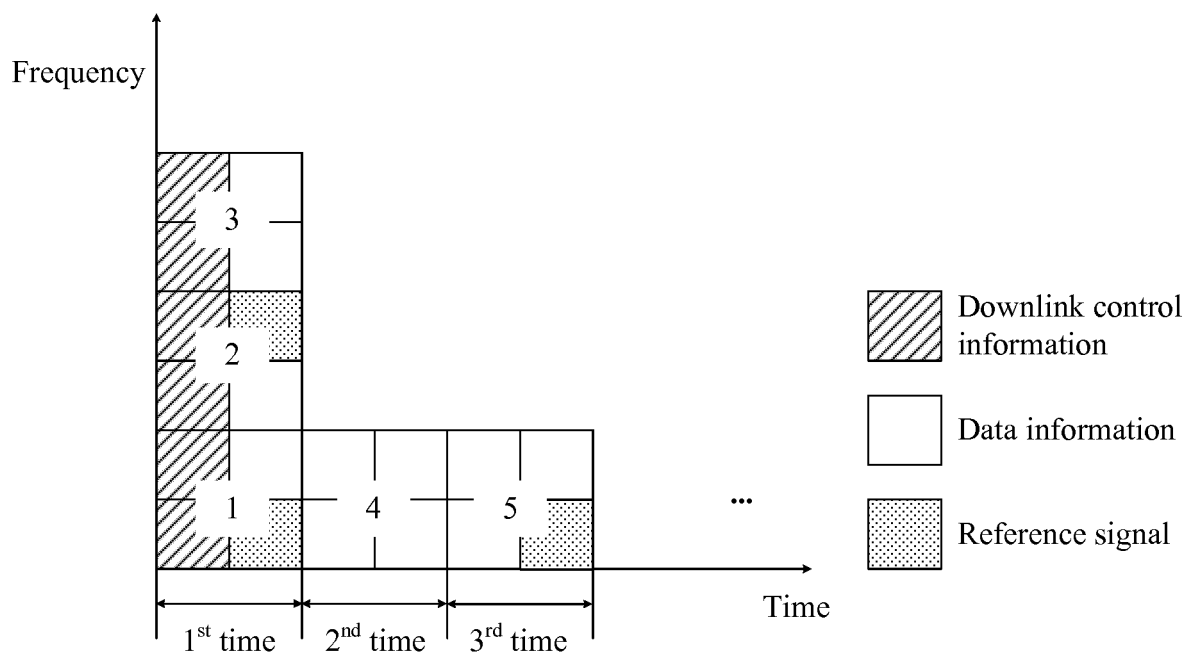 Frequency
3
2
1
4
5
...
Time
1st time
2nd time
3rd time
Downlink control
information
Data information
Reference signal